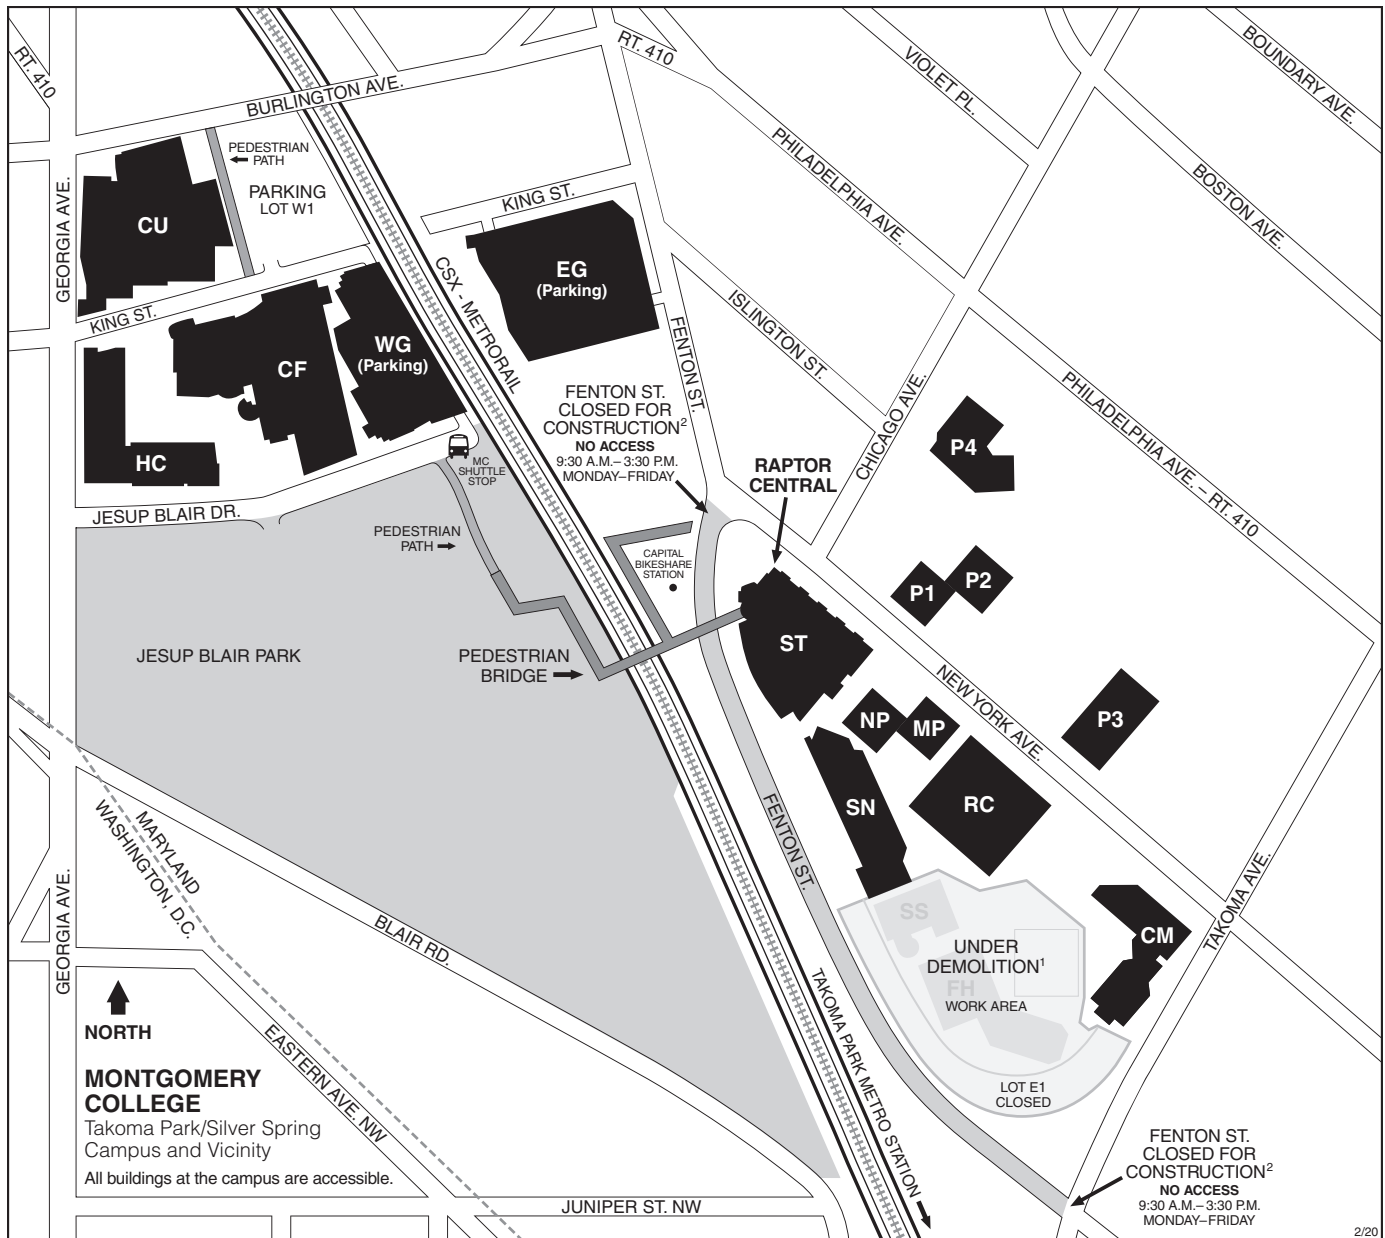 RT. 410
BURLINGTON AVE.
RT. 410
VIOLET PL.
BOUNDARY AVE.
PEDESTRIAN
PATH
PARKING
LOT W1
GEORGIA AVE.
CU
KING ST.
KING ST.
PHILADELPHIA AVE.
BOSTON AVE.
EG
(Parking)
CSX - METRORAIL
ISLINGTON ST.
FENTON ST.
WG
(Parking)
CF
HC
MC
SHUTTLE
STOP
FENTON ST.
CLOSED FOR
CONSTRUCTION2
NO ACCESS
9:30 A.M.– 3:30 P.M.
MONDAY–FRIDAY
RAPTOR
CENTRAL
CHICAGO AVE.
P4
PHILADELPHIA AVE. – RT. 410
JESUP BLAIR DR.
PEDESTRIAN
PATH
CAPITAL
BIKESHARE
STATION
P1
P2
ST
JESUP BLAIR PARK
PEDESTRIAN
BRIDGE
NP
MP
NEW YORK AVE.
P3
SN
RC
FENTON ST.
MARYLAND
WASHINGTON, D.C.
GEORGIA AVE.
BLAIR RD.
SS
UNDER
DEMOLITION1
FH
WORK AREA
CM
TAKOMA AVE.
TAKOMA PARK METRO STATION
LOT E1
CLOSED
NORTH
EASTERN AVE. NW
MONTGOMERY
COLLEGE
Takoma Park/Silver Spring
Campus and Vicinity
All buildings at the campus are accessible.
JUNIPER ST. NW
FENTON ST.
CLOSED FOR
CONSTRUCTION2
NO ACCESS
9:30 A.M.– 3:30 P.M.
MONDAY–FRIDAY
2/20